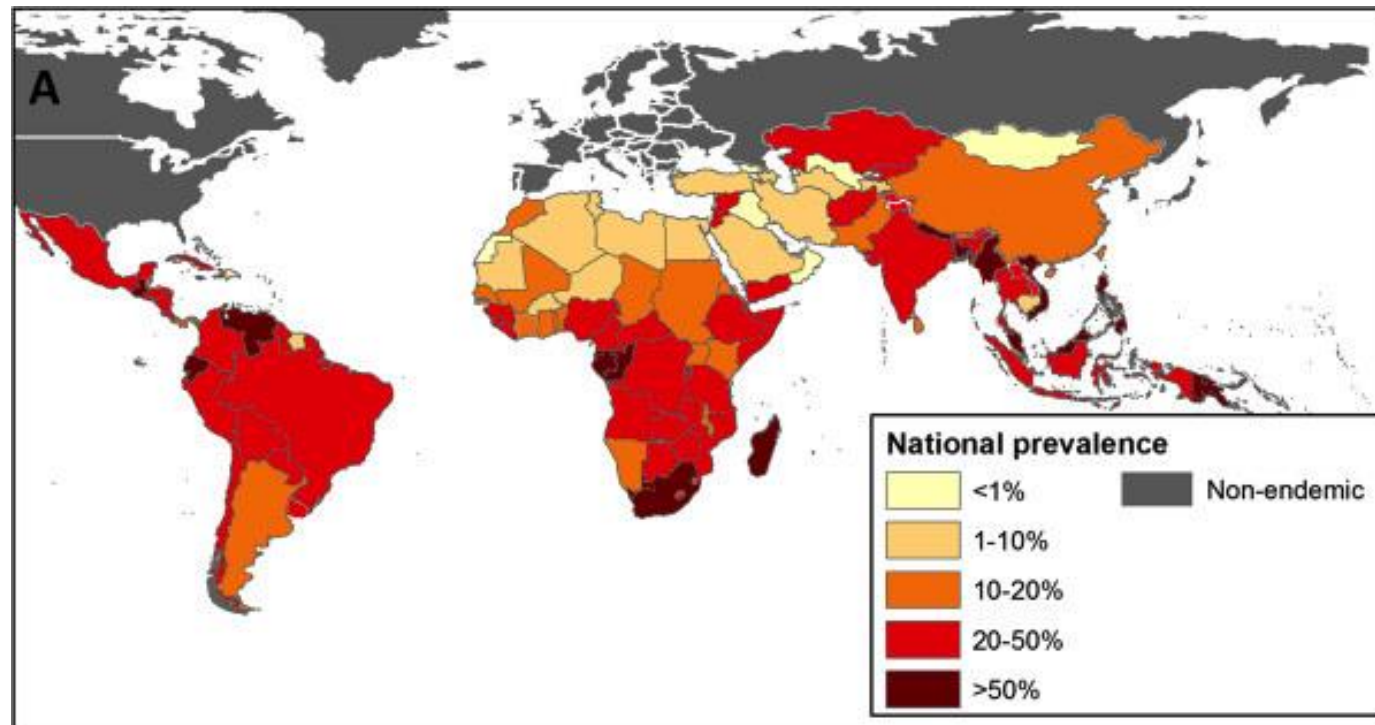 A
National prevalence
<1%
Non-endemic
1-10%
10-20%
20-50%
>50%